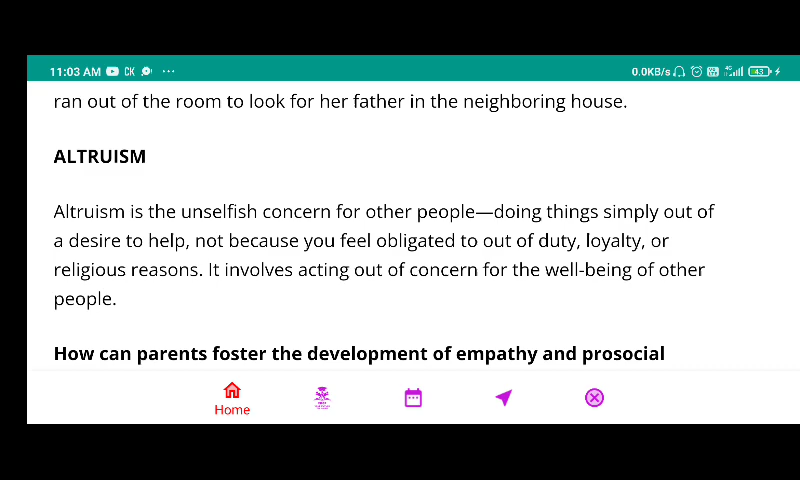 11:03 AM CK ...
0.0KB/s 4G 43
ran out of the room to look for her father in the neighboring house.
ALTRUISM
Altruism is the unselfish concern for other people—doing things simply out of
a desire to help, not because you feel obligated to out of duty, loyalty, or
religious reasons. It involves acting out of concern for the well-being of other
people.
How can parents foster the development of empathy and prosocial
Home